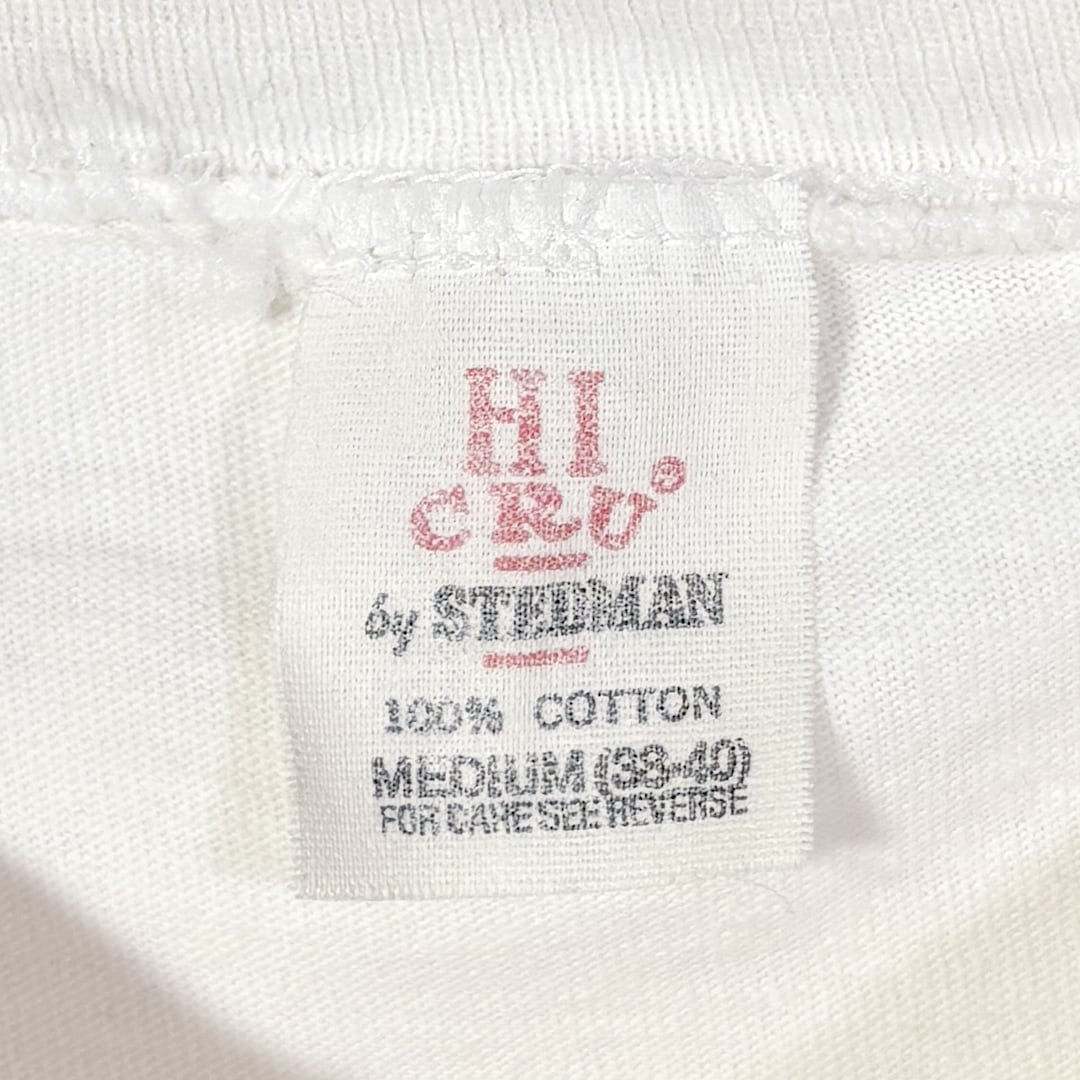 HI
CRU®
by STEDMAN
100% COTTON
MEDIUM (38-40)
FOR CARE SEE REVERSE